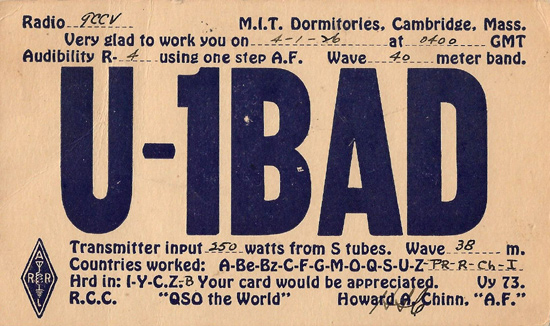 Radio 9CCV M.I.T. Dormitories, Cambridge, Mass.
Very glad to work you on 4-1-26 at 0400 GMT
Audibility R- 4 using one step A.F. Wave 40 meter band.
U-1BAD
Transmitter input 250 watts from S tubes. Wave 38 m.
Countries worked: A-Be-Bz-C-F-G-M-O-Q-S-U-Z-PR-R-Ch-I
Hrd in: I-Y-C.Z.-B Your card would be appreciated. Vy 73.
R.C.C. "QSO the World" Howard A. Chinn, "A.F."
A
R R
L